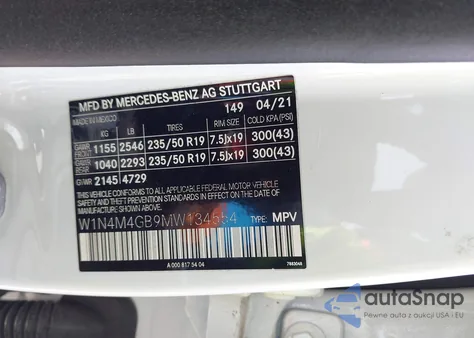 MFD BY MERCEDES-BENZ AG STUTTGART
MADE IN MEXICO 149 04/21
KG LB TIRES RIM SIZE COLD KPA (PSI)
GAWR FRONT 1155 2546 235/50 R19 7.5Jx19 300(43)
GAWR REAR 1040 2293 235/50 R19 7.5Jx19 300(43)
GVWR 2145 4729
THIS VEHICLE CONFORMS TO ALL APPLICABLE FEDERAL MOTOR VEHICLE
SAFETY STANDARDS IN EFFECT ON THE DATE OF
MANUFACTURE SHOWN ABOVE.
W1N4M4GB9MW134554 TYPE: MPV
A 000 817 54 04
autoSnap
Pewne auta z aukcji USA i EU